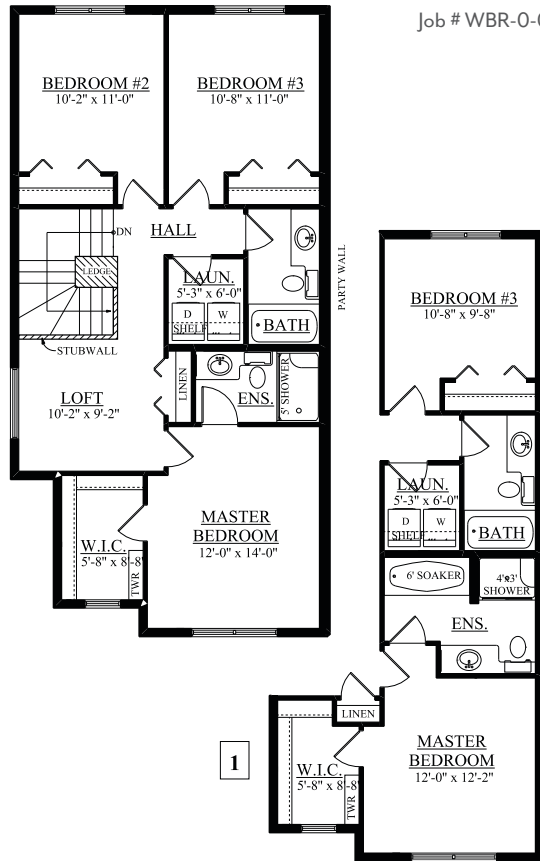 Job # WBR-0-0
BEDROOM #2
10'-2" x 11'-0"
BEDROOM #3
10'-8" x 11'-0"
DN
HALL
LEDGE
LAUN.
5'-3" x 6'-0"
D
W
SHELF
BATH
PARTY WALL
STUBWALL
LOFT
10'-2" x 9'-2"
LINEN
ENS.
5' SHOWER
MASTER
BEDROOM
12'-0" x 14'-0"
W.I.C.
5'-8" x 8'-8"
TWR
BEDROOM #3
10'-8" x 9'-8"
LAUN.
5'-3" x 6'-0"
D
W
SHELF
BATH
6' SOAKER
4'x3'
SHOWER
ENS.
LINEN
1
W.I.C.
5'-8" x 8'-8"
TWR
MASTER
BEDROOM
12'-0" x 12'-2"